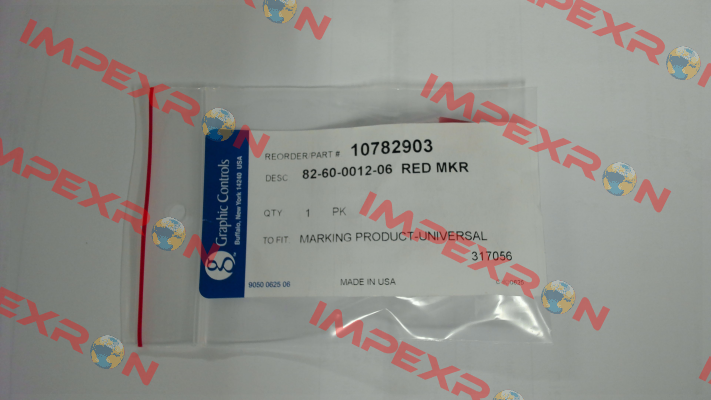 REORDER/PART # 10782903
DESC. 82-60-0012-06 RED MKR
QTY 1 PK
TO FIT: MARKING PRODUCT-UNIVERSAL
317056
MADE IN USA
9050 0625 06
Graphic Controls
Buffalo, New York 14240 USA
IMPEXRON
IMPEXRON
IMPEXRON
IMPEXRON
IMPEXRON
IMPEXRON